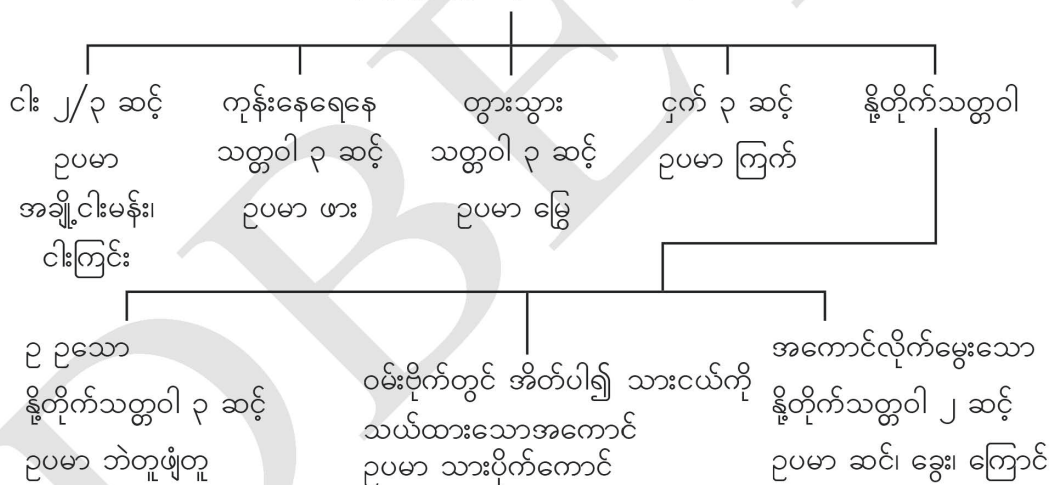 ငါး ၂/၃ ဆင့်
ဥပမာ
အချို့ငါးမန်း၊
ငါးကြင်း
ကုန်းနေရေနေ
သတ္တဝါ ၃ ဆင့်
ဥပမာ ဖား
တွားသွား
သတ္တဝါ ၃ ဆင့်
ဥပမာ မြွေ
ငှက် ၃ ဆင့်
ဥပမာ ကြက်
နို့တိုက်သတ္တဝါ
ဥ ဥသော
နို့တိုက်သတ္တဝါ ၃ ဆင့်
ဥပမာ ဘဲတူဖျံတူ
ဝမ်းဗိုက်တွင် အိတ်ပါ၍ သားငယ်ကို
သယ်ထားသောအကောင်
ဥပမာ သားပိုက်ကောင်
အကောင်လိုက်မွေးသော
နို့တိုက်သတ္တဝါ ၂ ဆင့်
ဥပမာ ဆင်၊ ခွေး၊ ကြောင်